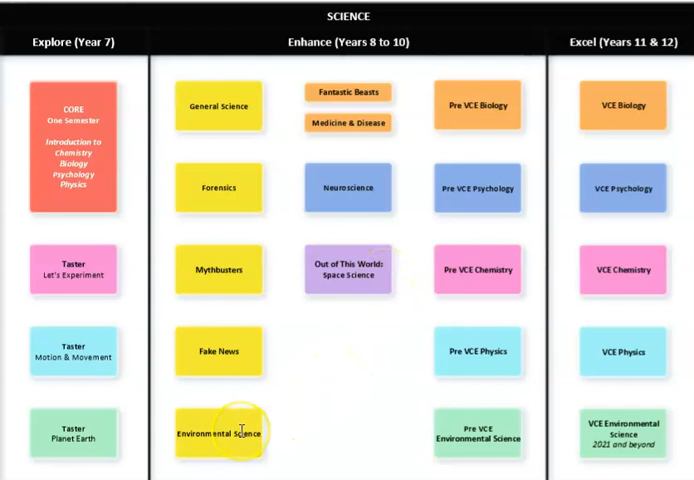 SCIENCE
Explore (Year 7)
Enhance (Years 8 to 10)
Excel (Years 11 & 12)
CORE
One Semester
Introduction to
Chemistry
Biology
Psychology
Physics
General Science
Fantastic Beasts
Medicine & Disease
Pre VCE Biology
VCE Biology
Forensics
Neuroscience
Pre VCE Psychology
VCE Psychology
Taster
Let's Experiment
Mythbusters
Out of This World:
Space Science
Pre VCE Chemistry
VCE Chemistry
Taster
Motion & Movement
Fake News
Pre VCE Physics
VCE Physics
Taster
Planet Earth
Environmental Science
Pre VCE
Environmental Science
VCE Environmental
Science
2021 and beyond